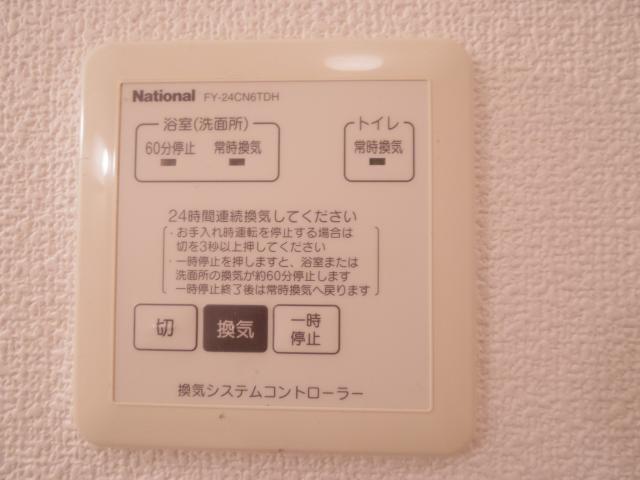 National FY-24CN6TDH
浴室(洗面所)
60分停止 常時換気
トイレ
常時換気
24時間連続換気してください
・お手入れ時運転を停止する場合は
切を3秒以上押してください
・一時停止を押しますと、浴室または
洗面所の換気が約60分停止します
一時停止終了後は常時換気へ戻ります
切
換気
一時
停止
換気システムコントローラー